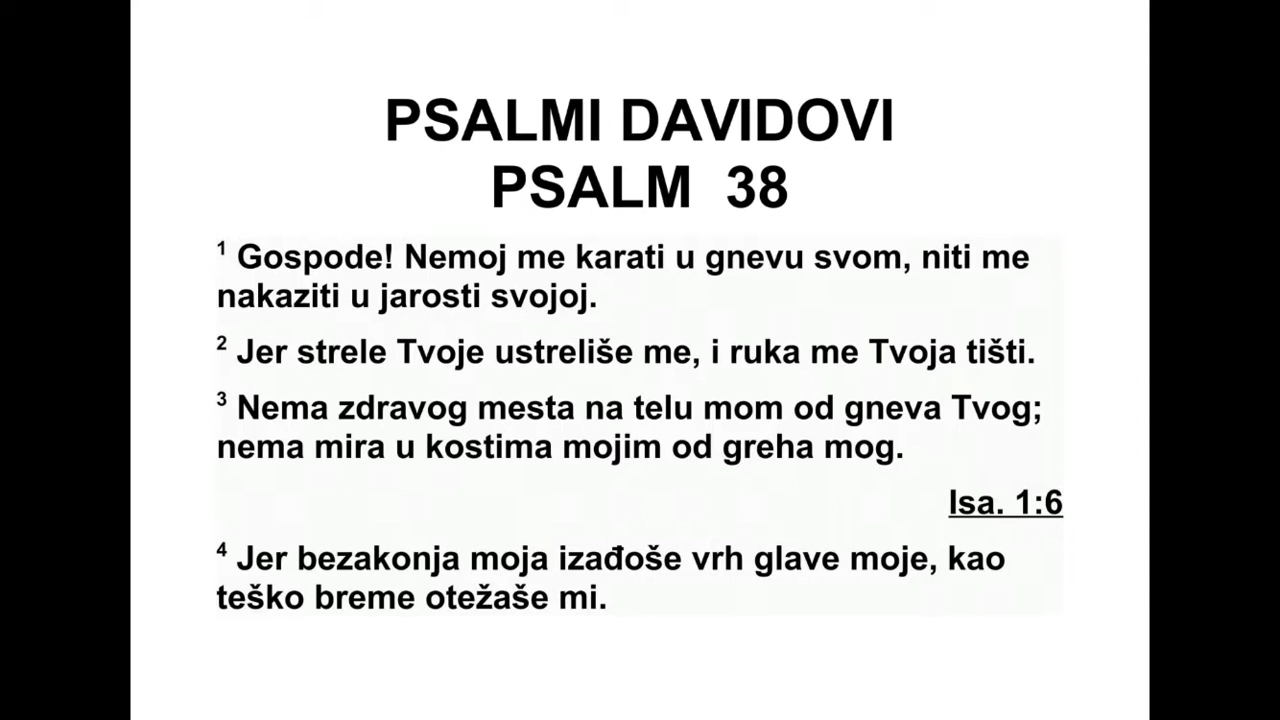 PSALMI DAVIDOVI
PSALM 38
1 Gospode! Nemoj me karati u gnevu svom, niti me
nakaziti u jarosti svojoj.
2 Jer strele Tvoje ustreliše me, i ruka me Tvoja tišti.
3 Nema zdravog mesta na telu mom od gneva Tvog;
nema mira u kostima mojim od greha mog.
Isa. 1:6
4 Jer bezakonja moja izađoše vrh glave moje, kao
teško breme otežaše mi.